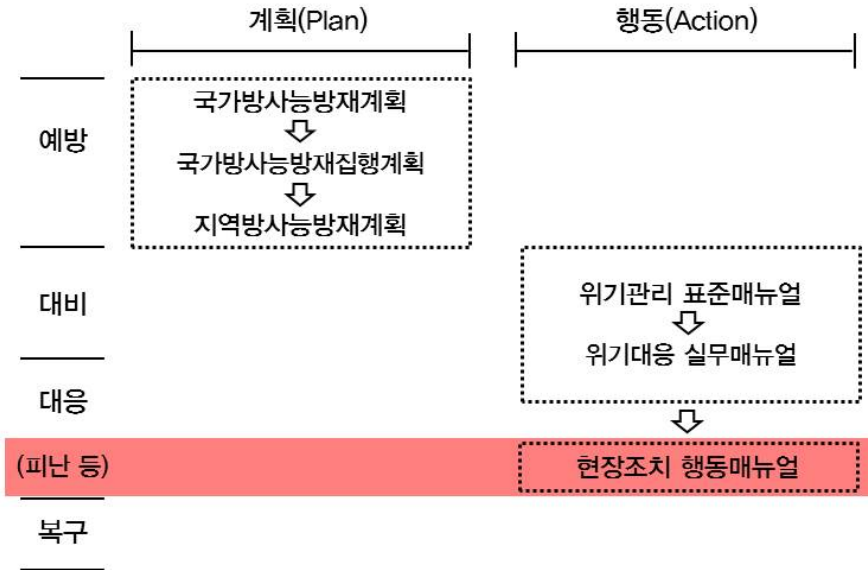 계획(Plan) 행동(Action)
예방
국가방사능방재계획
국가방사능방재집행계획
지역방사능방재계획
대비
위기관리 표준매뉴얼
위기대응 실무매뉴얼
대응
(피난 등) 현장조치 행동매뉴얼
복구